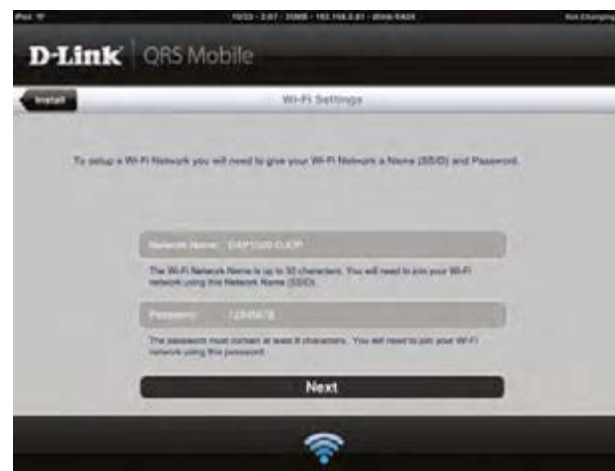 iPad
Not Charging
D-Link QRS Mobile
Install
Wi-Fi Settings
To setup a Wi-Fi Network you will need to give your Wi-Fi Network a Name (SSID) and Password.
Network Name:
The Wi-Fi Network Name is up to 32 characters. You will need to join your Wi-Fi
network using this Network Name (SSID).
Password: 12345678
The password must contain at least 8 characters. You will need to join your Wi-Fi
network using this password.
Next